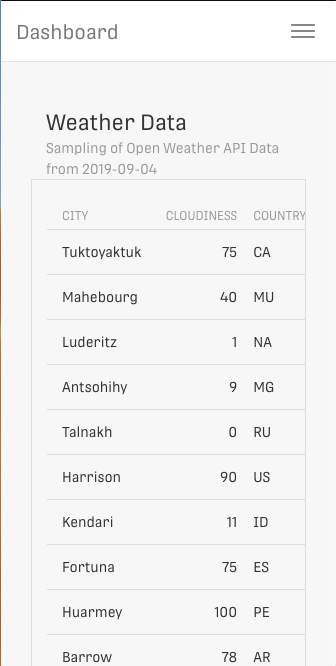 Dashboard
Weather Data
Sampling of Open Weather API Data
from 2019-09-04
CITY CLOUDINESS COUNTRY
Tuktoyaktuk 75 CA
Mahebourg 40 MU
Luderitz 1 NA
Antsohihy 9 MG
Talnakh 0 RU
Harrison 90 US
Kendari 11 ID
Fortuna 75 ES
Huarmey 100 PE
Barrow 78 AR